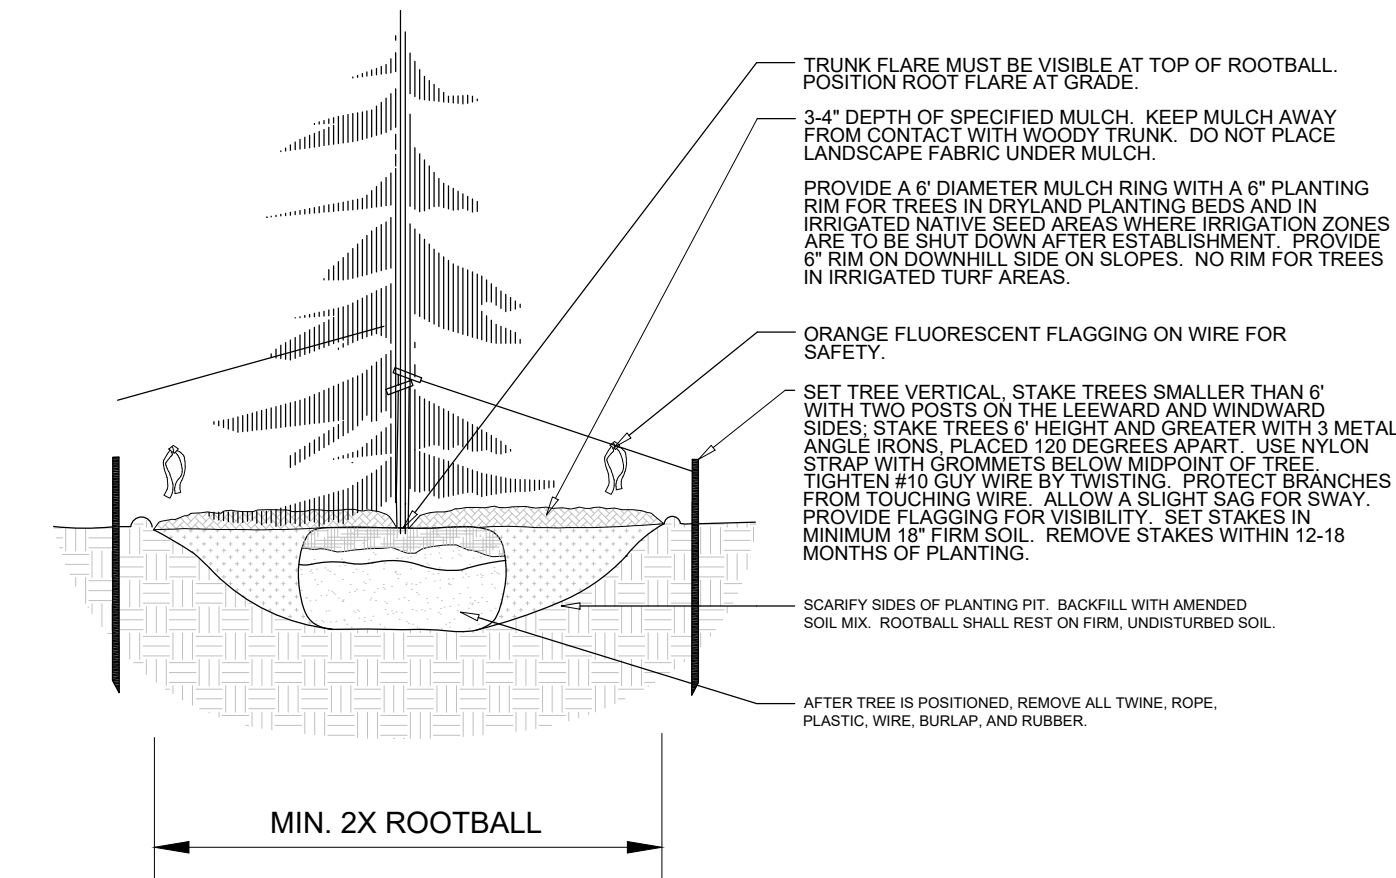 TRUNK FLARE MUST BE VISIBLE AT TOP OF ROOTBALL.
POSITION ROOT FLARE AT GRADE.
3-4" DEPTH OF SPECIFIED MULCH. KEEP MULCH AWAY
FROM CONTACT WITH WOODY TRUNK. DO NOT PLACE
LANDSCAPE FABRIC UNDER MULCH.
PROVIDE A 6' DIAMETER MULCH RING WITH A 6" PLANTING
RIM FOR TREES IN DRYLAND PLANTING BEDS AND IN
IRRIGATED NATIVE SEED AREAS WHERE IRRIGATION ZONES
ARE TO BE SHUT DOWN AFTER ESTABLISHMENT. PROVIDE
6" RIM ON DOWNHILL SIDE ON SLOPES. NO RIM FOR TREES
IN IRRIGATED TURF AREAS.
ORANGE FLUORESCENT FLAGGING ON WIRE FOR
SAFETY.
SET TREE VERTICAL, STAKE TREES SMALLER THAN 6'
WITH TWO POSTS ON THE LEEWARD AND WINDWARD
SIDES; STAKE TREES 6' HEIGHT AND GREATER WITH 3 METAL
ANGLE IRONS, PLACED 120 DEGREES APART. USE NYLON
STRAP WITH GROMMETS BELOW MIDPOINT OF TREE.
TIGHTEN #10 GUY WIRE BY TWISTING. PROTECT BRANCHES
FROM TOUCHING WIRE. ALLOW A SLIGHT SAG FOR SWAY.
PROVIDE FLAGGING FOR VISIBILITY. SET STAKES IN
MINIMUM 18" FIRM SOIL. REMOVE STAKES WITHIN 12-18
MONTHS OF PLANTING.
SCARIFY SIDES OF PLANTING PIT. BACKFILL WITH AMENDED
SOIL MIX. ROOTBALL SHALL REST ON FIRM, UNDISTURBED SOIL.
AFTER TREE IS POSITIONED, REMOVE ALL TWINE, ROPE,
PLASTIC, WIRE, BURLAP, AND RUBBER.
MIN. 2X ROOTBALL